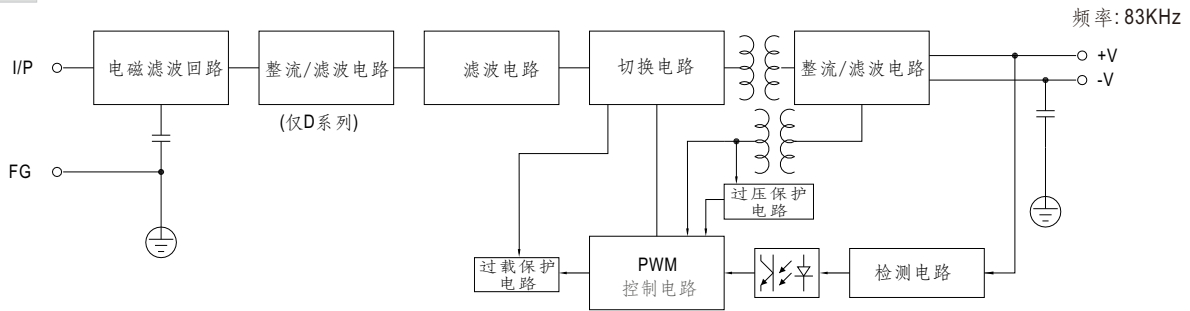 频率: 83KHz
I/P
电磁滤波回路
整流/滤波电路
(仅D系列)
滤波电路
切换电路
整流/滤波电路
+V
-V
FG
过压保护
电路
过载保护
电路
PWM
控制电路
检测电路